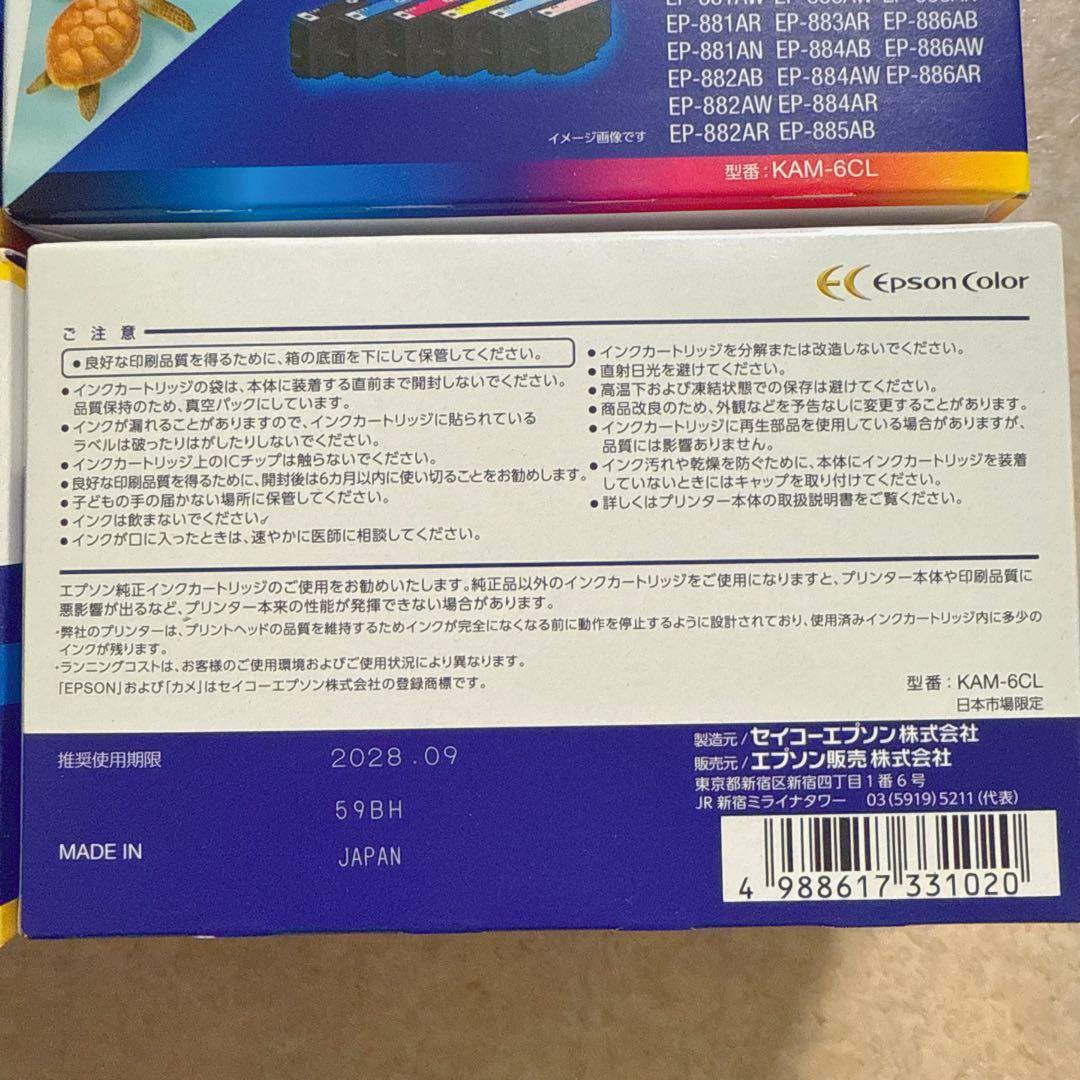 EP-881AR EP-883AR EP-886AB
EP-881AN EP-884AB EP-886AW
EP-882AB EP-884AW EP-886AR
EP-882AW EP-884AR
イメージ画像です EP-882AR EP-885AB
型番:KAM-6CL
Epson Color
ご注意
●良好な印刷品質を得るために、箱の底面を下にして保管してください。
●インクカートリッジの袋は、本体に装着する直前まで開封しないでください。
品質保持のため、真空パックにしています。
●インクが漏れることがありますので、インクカートリッジに貼られている
ラベルは破ったりはがしたりしないでください。
●インクカートリッジ上のICチップは触らないでください。
●良好な印刷品質を得るために、開封後は6カ月以内に使い切ることをお勧めします。
●子どもの手の届かない場所に保管してください。
●インクは飲まないでください。
●インクが口に入ったときは、速やかに医師に相談してください。
●インクカートリッジを分解または改造しないでください。
●直射日光を避けてください。
●高温下および凍結状態での保存は避けてください。
●商品改良のため、外観などを予告なしに変更することがあります。
●インクカートリッジに再生部品を使用している場合がありますが、
品質には影響ありません。
●インク汚れや乾燥を防ぐために、本体にインクカートリッジを装着
していないときにはキャップを取り付けてください。
●詳しくはプリンター本体の取扱説明書をご覧ください。
エプソン純正インクカートリッジのご使用をお勧めいたします。純正品以外のインクカートリッジをご使用になりますと、プリンター本体や印刷品質に
悪影響が出るなど、プリンター本来の性能が発揮できない場合があります。
・弊社のプリンターは、プリントヘッドの品質を維持するためインクが完全になくなる前に動作を停止するように設計されており、使用済みインクカートリッジ内に多少の
インクが残ります。
・ランニングコストは、お客様のご使用環境およびご使用状況により異なります。
「EPSON」および「カメ」はセイコーエプソン株式会社の登録商標です。
型番:KAM-6CL
日本市場限定
推奨使用期限 2028.09
59BH
MADE IN JAPAN
製造元/セイコーエプソン株式会社
販売元/エプソン販売株式会社
東京都新宿区新宿四丁目1番6号
JR新宿ミライナタワー 03(5919)5211(代表)
4 988617 331020